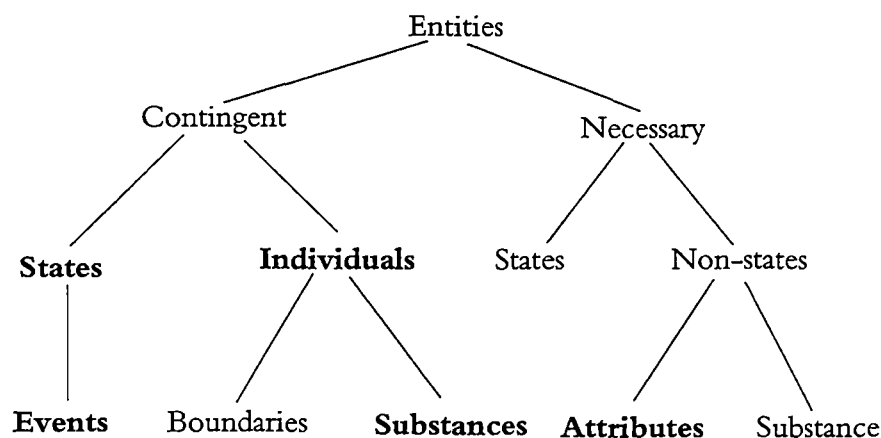 Entities
Contingent
Necessary
States
Individuals
States
Non-states
Events
Boundaries
Substances
Attributes
Substance